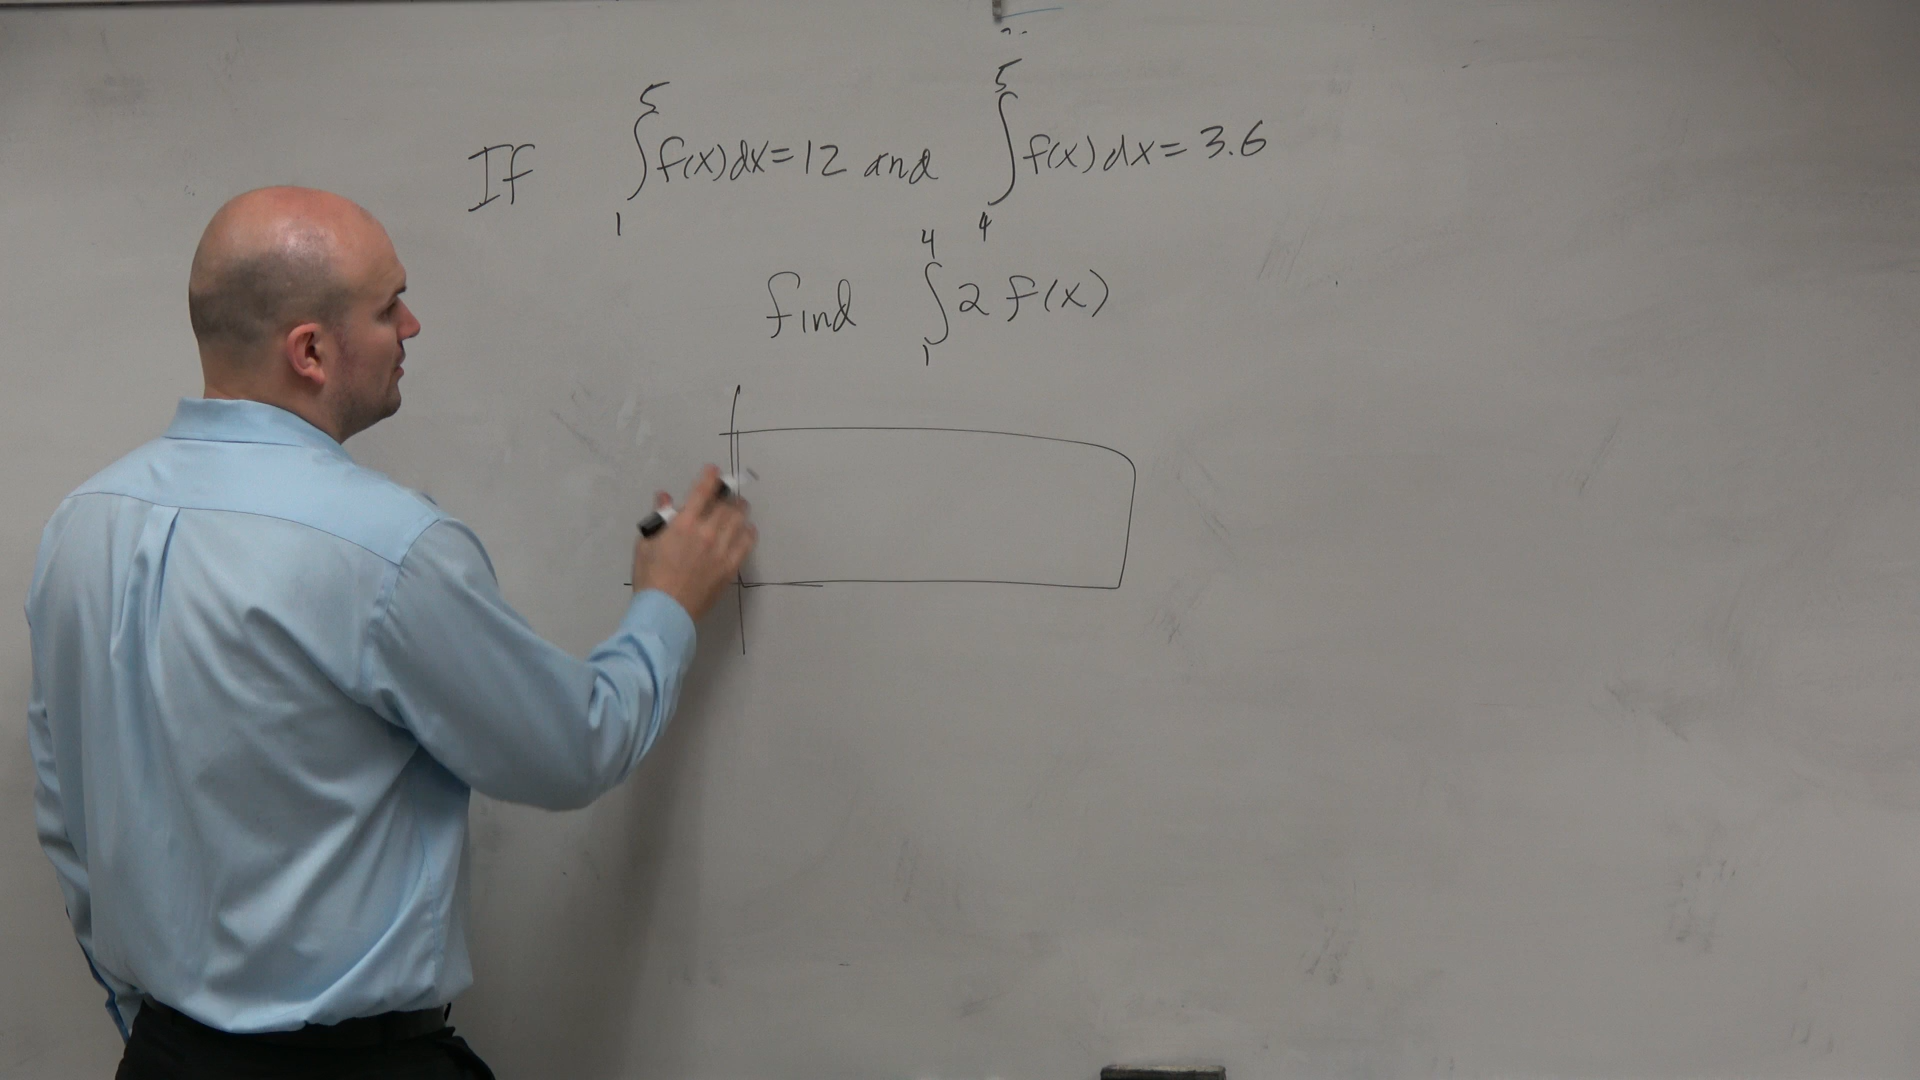 If ∫₁⁵ f(x)dx = 12 and ∫₄⁵ f(x)dx = 3.6
find ∫₁⁴ 2 f(x)